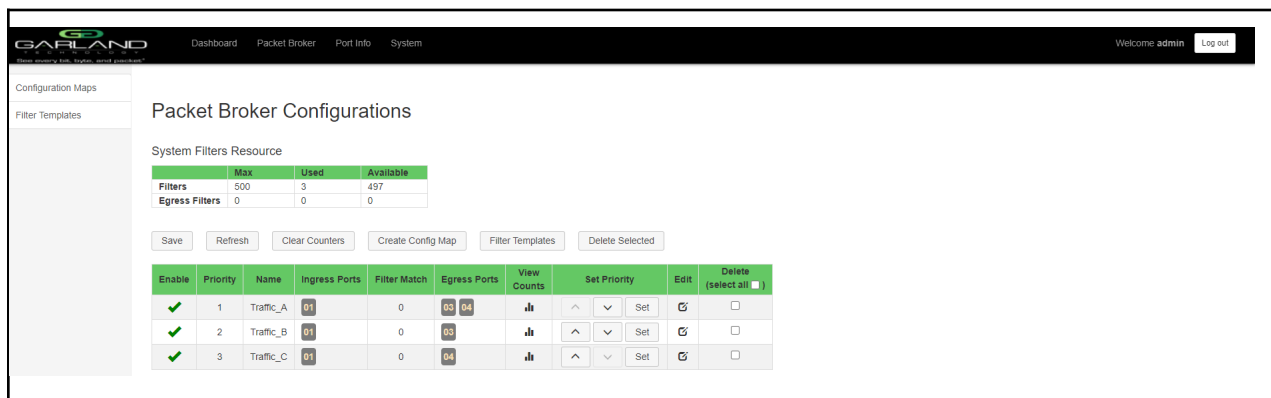 GARLAND Dashboard Packet Broker Port Info System Welcome admin Log out
TECHNOLOGY
See every bit, byte, and packet®
Configuration Maps
Filter Templates
Packet Broker Configurations
System Filters Resource
Max Used Available
Filters 500 3 497
Egress Filters 0 0 0
Save Refresh Clear Counters Create Config Map Filter Templates Delete Selected
Enable Priority Name Ingress Ports Filter Match Egress Ports View Counts Set Priority Edit Delete (select all )
1 Traffic_A 01 0 03 04 Set
2 Traffic_B 01 0 03 Set
3 Traffic_C 01 0 04 Set